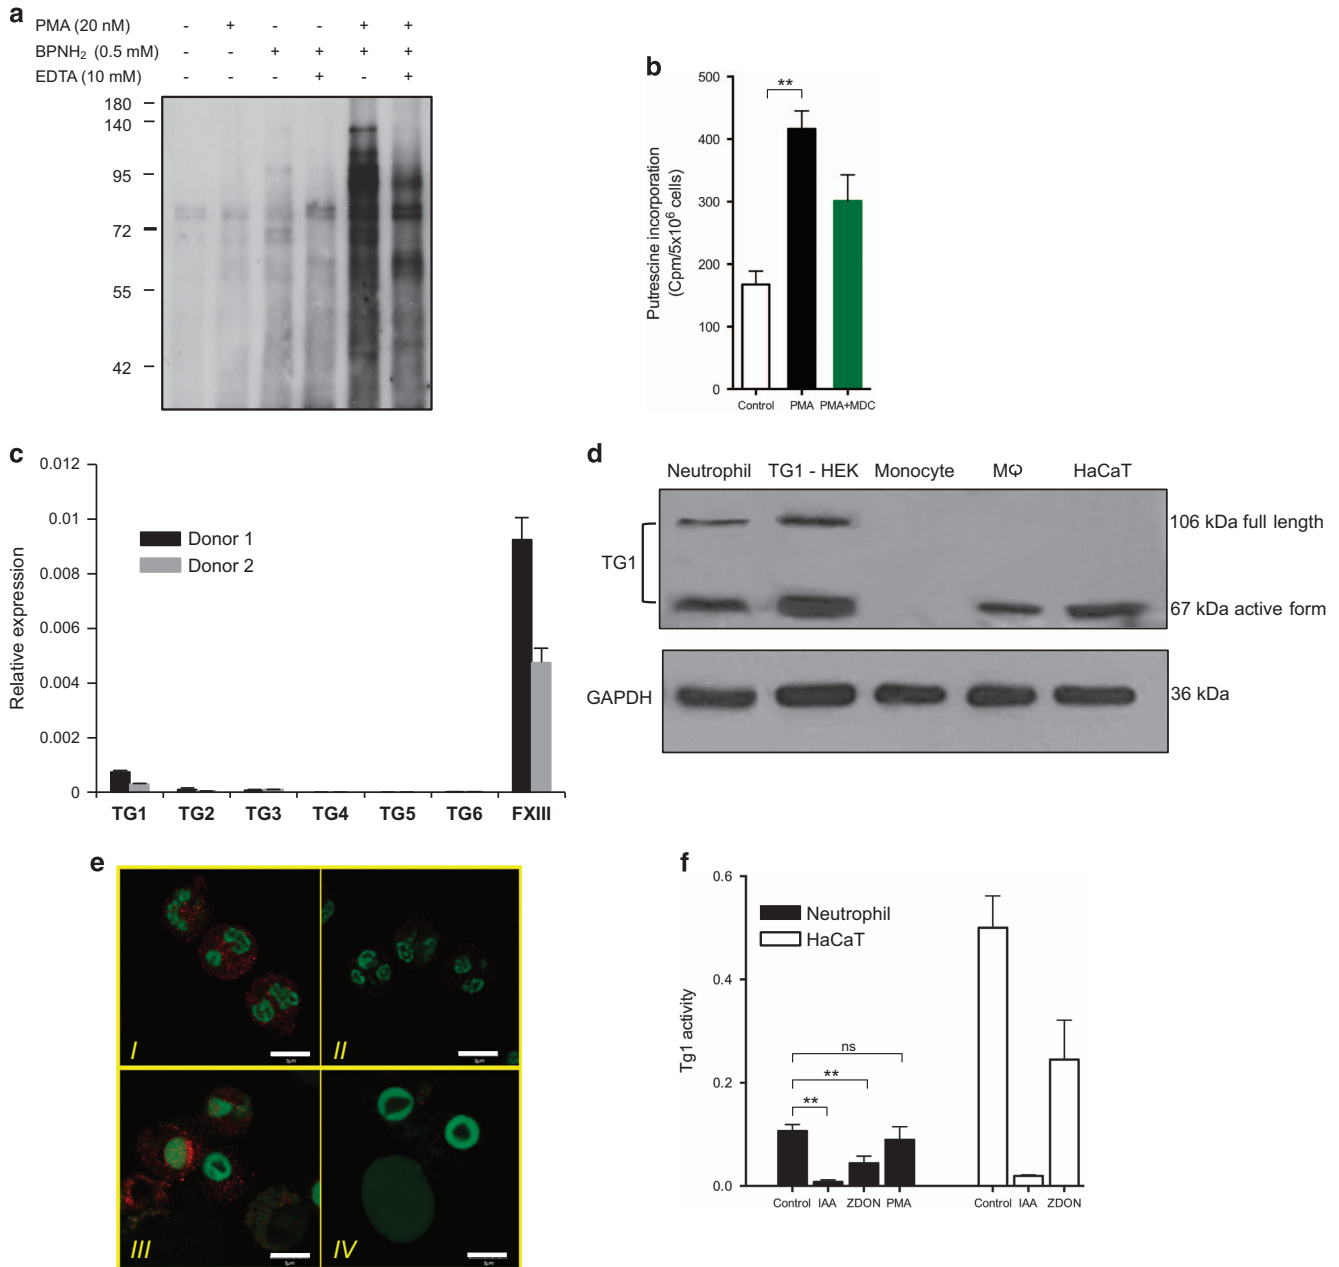 a
PMA (20 nM) - + - - + +
BPNH2 (0.5 mM) - - + + + +
EDTA (10 mM) - - - + - +
180
140
95
72
55
42
b
500
400
300
200
100
0
Putrescine incorporation
(Cpm/5x10⁶ cells)
**
Control PMA PMA+MDC
c
0.012
0.01
0.008
0.006
0.004
0.002
0
Relative expression
Donor 1
Donor 2
TG1 TG2 TG3 TG4 TG5 TG6 FXIII
d
Neutrophil TG1 - HEK Monocyte MΦ HaCaT
TG1
106 kDa full length
67 kDa active form
GAPDH
36 kDa
e
I
5µm
II
5µm
III
5µm
IV
5µm
f
0.6
0.4
0.2
0.0
Tg1 activity
Neutrophil
HaCaT
ns
**
**
Control IAA ZDON PMA Control IAA ZDON